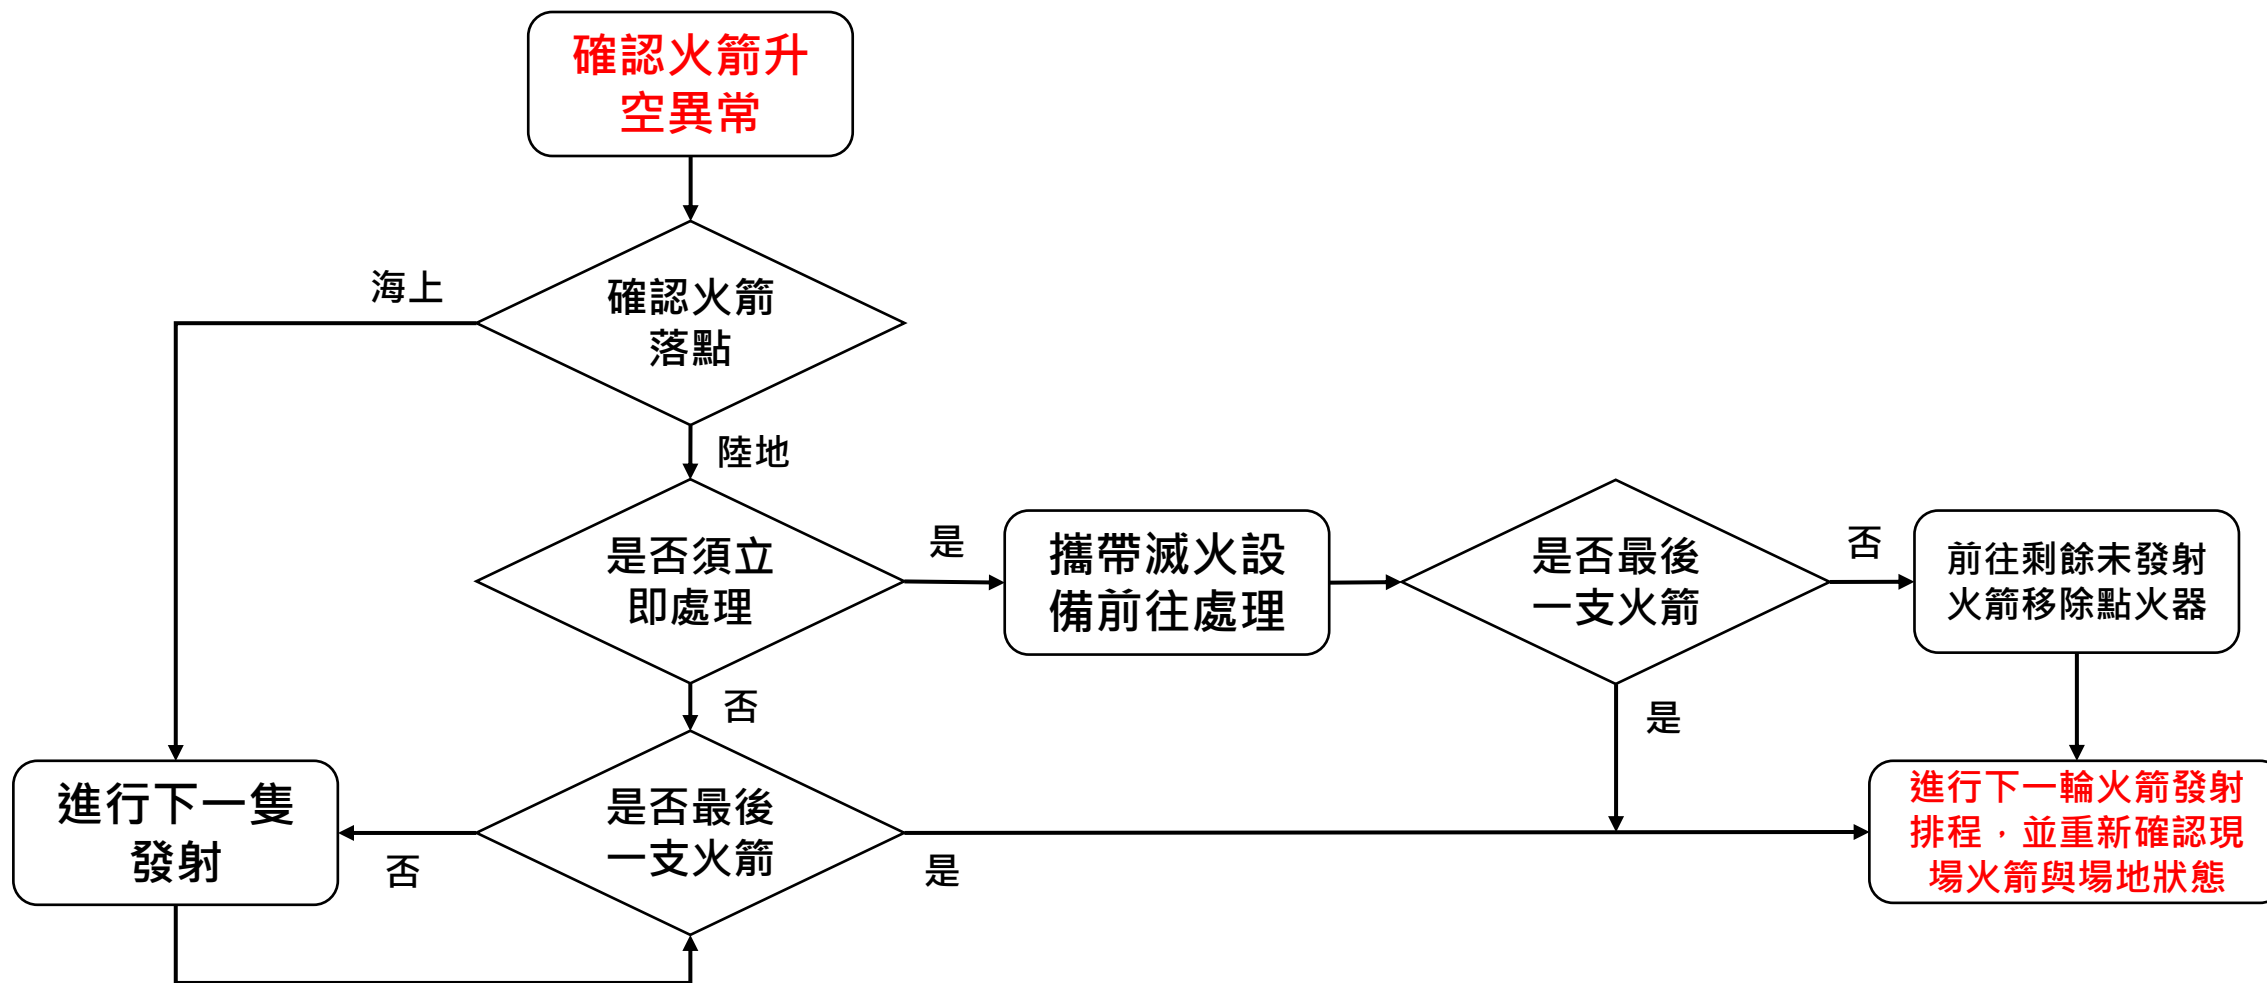 確認火箭升
空異常
確認火箭
落點
海上
陸地
是否須立
即處理
是
攜帶滅火設
備前往處理
是否最後
一支火箭
否
前往剩餘未發射
火箭移除點火器
否
是
進行下一隻
發射
否
是否最後
一支火箭
是
進行下一輪火箭發射
排程，並重新確認現
場火箭與場地狀態